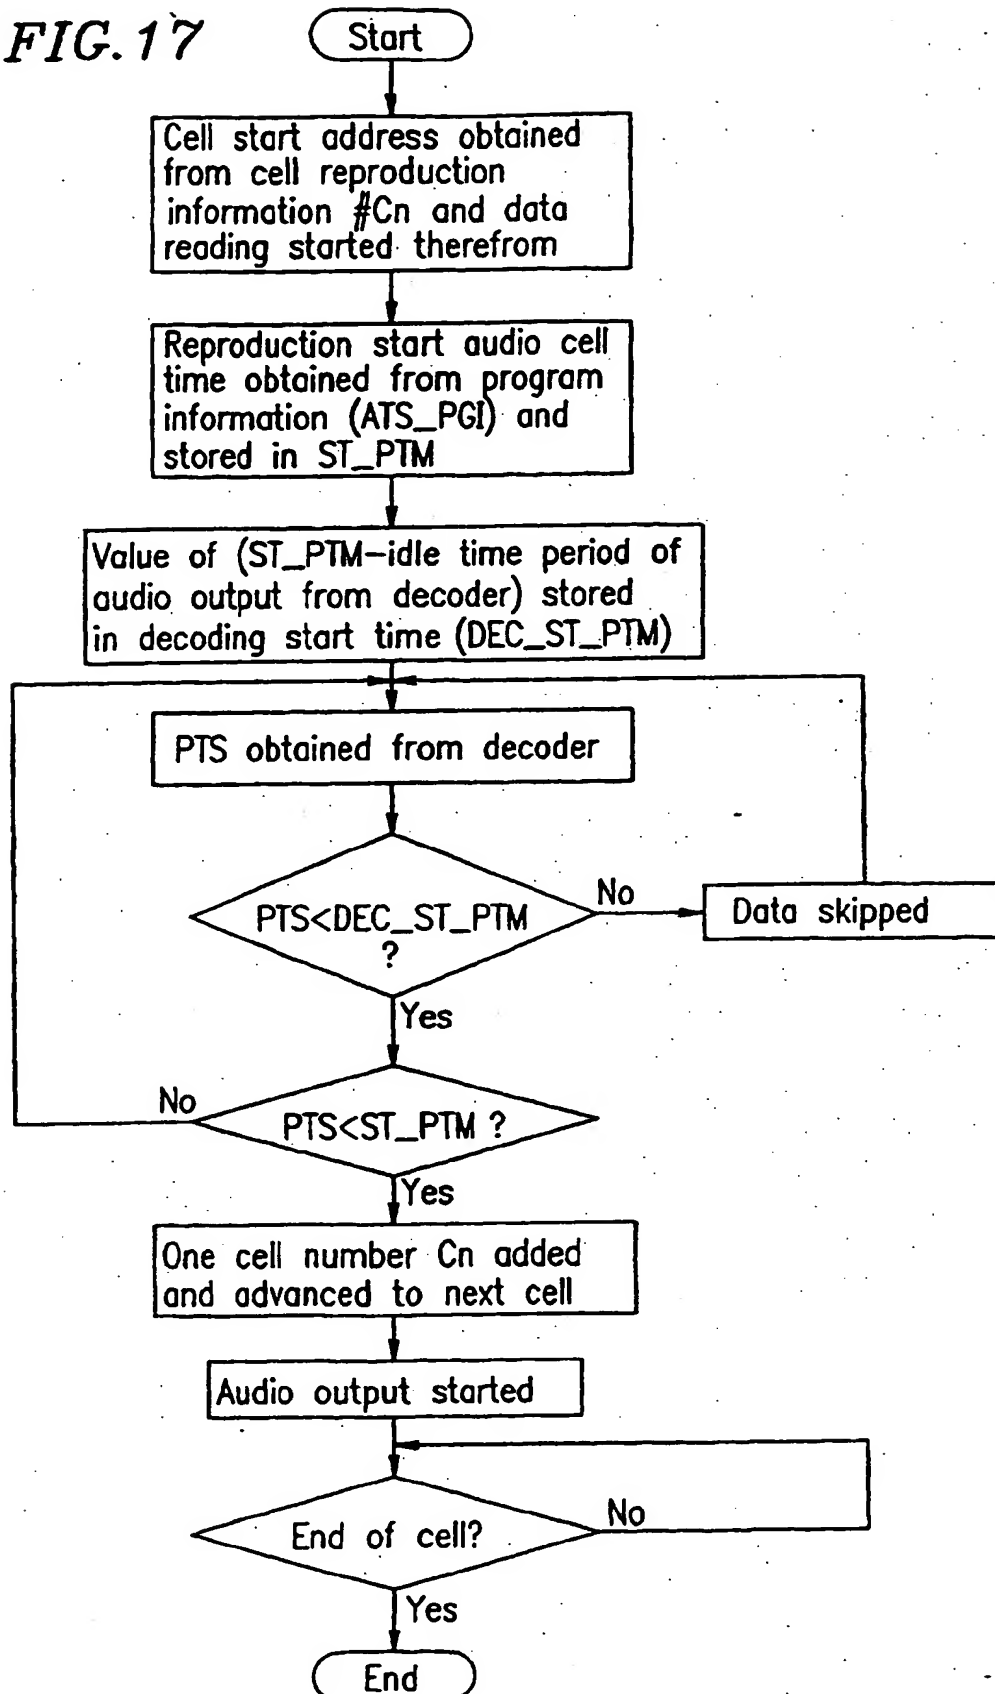 FIG.17
Start
Cell start address obtained
from cell reproduction
information #Cn and data
reading started therefrom
Reproduction start audio cell
time obtained from program
information (ATS_PGI) and
stored in ST_PTM
Value of (ST_PTM-idle time period of
audio output from decoder) stored
in decoding start time (DEC_ST_PTM)
PTS obtained from decoder
PTS<DEC_ST_PTM
?
No
Data skipped
Yes
No
PTS<ST_PTM ?
Yes
One cell number Cn added
and advanced to next cell
Audio output started
End of cell?
No
Yes
End